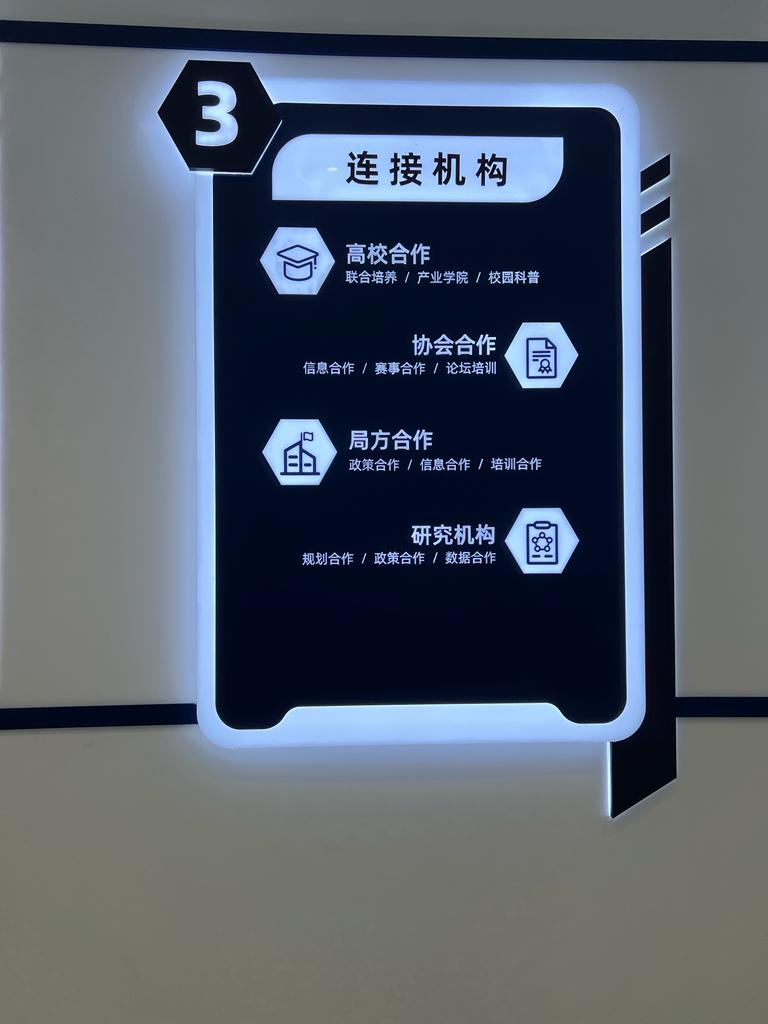 3
连接机构
高校合作
联合培养 / 产业学院 / 校园科普
协会合作
信息合作 / 赛事合作 / 论坛培训
局方合作
政策合作 / 信息合作 / 培训合作
研究机构
规划合作 / 政策合作 / 数据合作